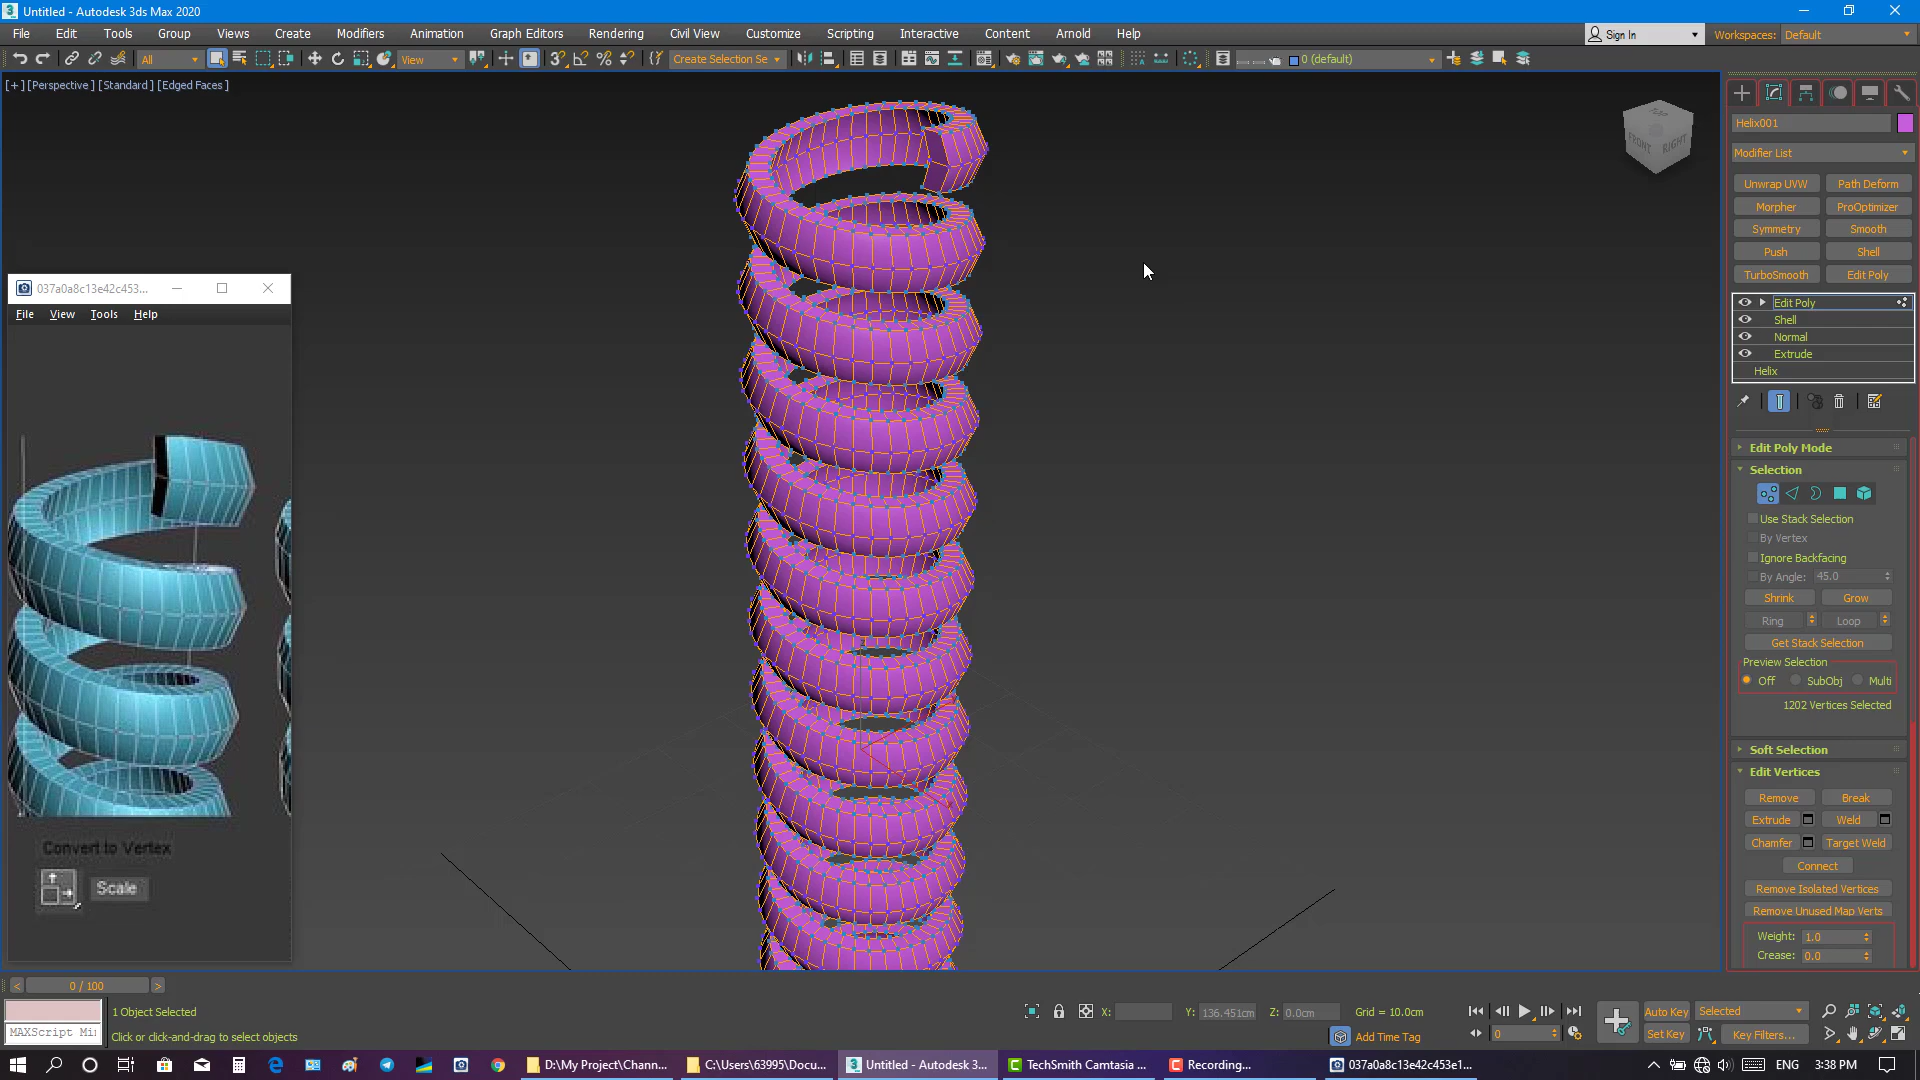 Untitled - Autodesk 3ds Max 2020
File Edit Tools Group Views Create Modifiers Animation Graph Editors Rendering Civil View Customize Scripting Interactive Content Arnold Help
Sign In Workspaces: Default
All View Create Selection Se 0 (default)
[+] [Perspective] [Standard] [Edged Faces]
FRONT RIGHT
Helix001
Modifier List
Unwrap UVW Path Deform
Morpher ProOptimizer
Symmetry Smooth
Push Shell
TurboSmooth Edit Poly
Edit Poly
Shell
Normal
Extrude
Helix
037a0a8c13e42c453...
File View Tools Help
Convert to Vertex
Scale
Edit Poly Mode
Selection
Use Stack Selection
By Vertex
Ignore Backfacing
By Angle: 45.0
Shrink Grow
Ring Loop
Get Stack Selection
Preview Selection
Off SubObj Multi
1202 Vertices Selected
Soft Selection
Edit Vertices
Remove Break
Extrude Weld
Chamfer Target Weld
Connect
Remove Isolated Vertices
Remove Unused Map Verts
Weight: 1.0
Crease: 0.0
< 0 / 100 >
1 Object Selected
MAXScript Mi
Click or click-and-drag to select objects
X: Y: 136.451cm Z: 0.0cm Grid = 10.0cm
Add Time Tag
0
Auto Key Selected
Set Key Key Filters...
D:\My Project\Chann... C:\Users\63995\Docu... Untitled - Autodesk 3... TechSmith Camtasia ... Recording... 037a0a8c13e42c453e1...
ENG 3:38 PM